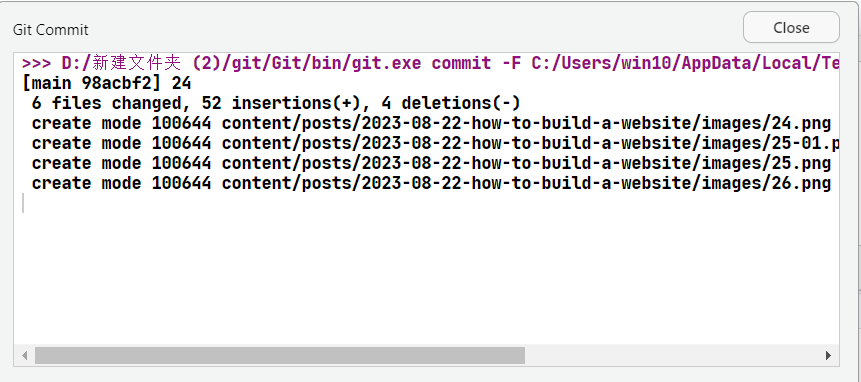 Git Commit
Close
>>> D:/新建文件夹 (2)/git/Git/bin/git.exe commit -F C:/Users/win10/AppData/Local/Te
[main 98acbf2] 24
6 files changed, 52 insertions(+), 4 deletions(-)
create mode 100644 content/posts/2023-08-22-how-to-build-a-website/images/24.png
create mode 100644 content/posts/2023-08-22-how-to-build-a-website/images/25-01.p
create mode 100644 content/posts/2023-08-22-how-to-build-a-website/images/25.png
create mode 100644 content/posts/2023-08-22-how-to-build-a-website/images/26.png